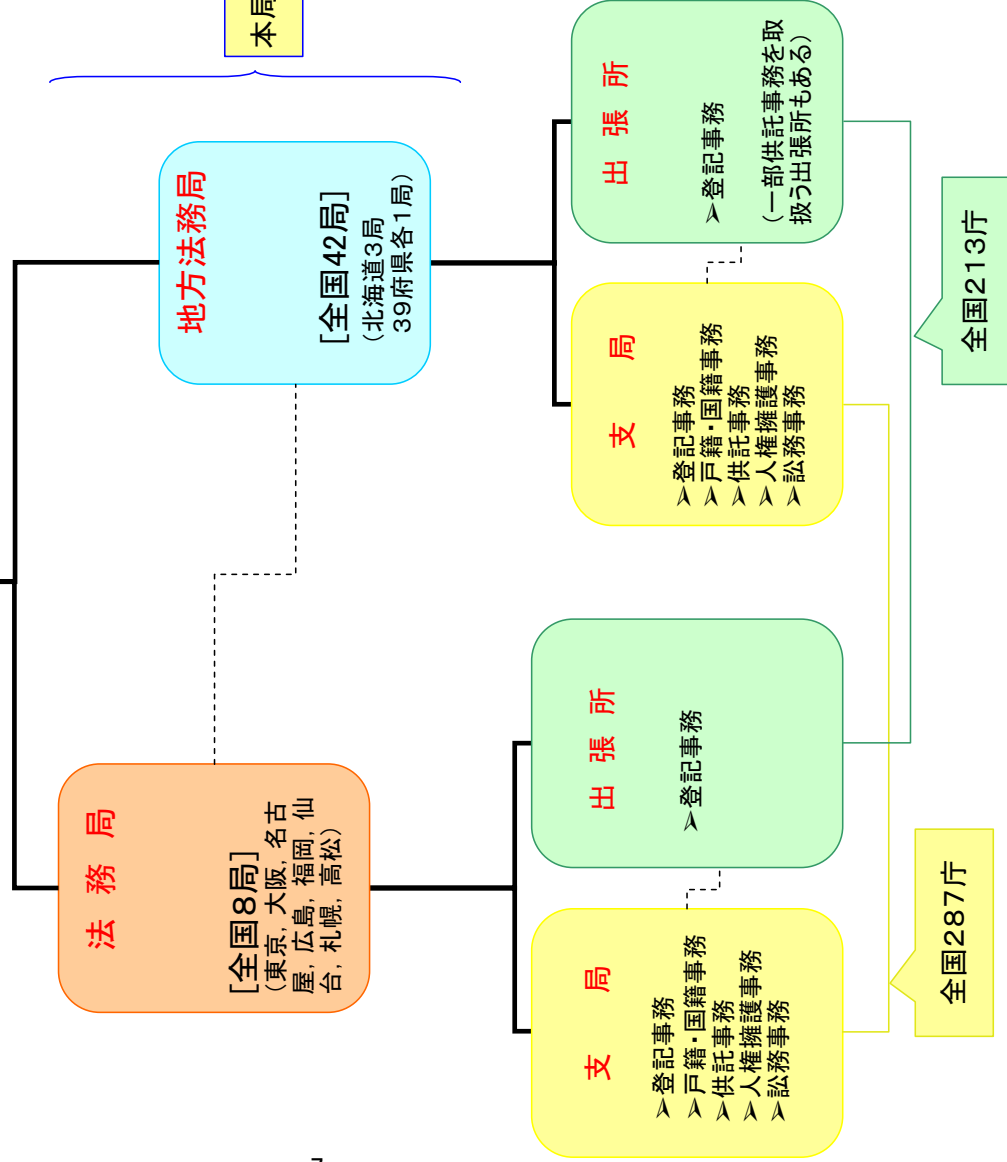 本局
法務局
[全国8局]
(東京，大阪，名古
屋，広島，福岡，仙
台，札幌，高松)
地方法務局
[全国42局]
(北海道3局
39府県各1局)
支局
➢登記事務
➢戸籍・国籍事務
➢供託事務
➢人権擁護事務
➢訟務事務
出張所
➢登記事務
支局
➢登記事務
➢戸籍・国籍事務
➢供託事務
➢人権擁護事務
➢訟務事務
出張所
➢登記事務
(一部供託事務を取
扱う出張所もある)
全国287庁
全国213庁